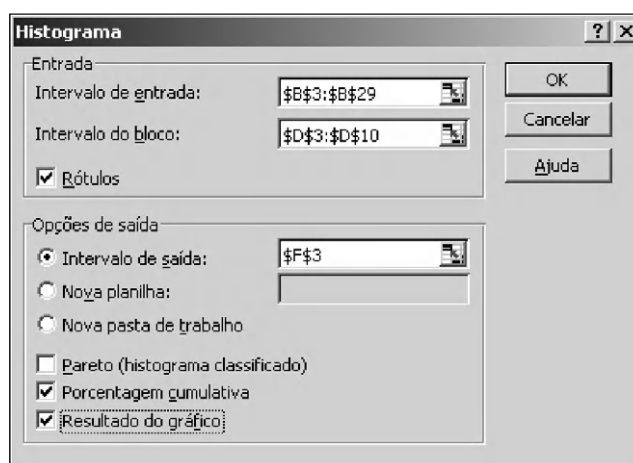 Histograma
Entrada
Intervalo de entrada: $B$3:$B$29
Intervalo do bloco: $D$3:$D$10
Rótulos
OK
Cancelar
Ajuda
Opções de saída
Intervalo de saída: $F$3
Nova planilha:
Nova pasta de trabalho
Pareto (histograma classificado)
Porcentagem cumulativa
Resultado do gráfico